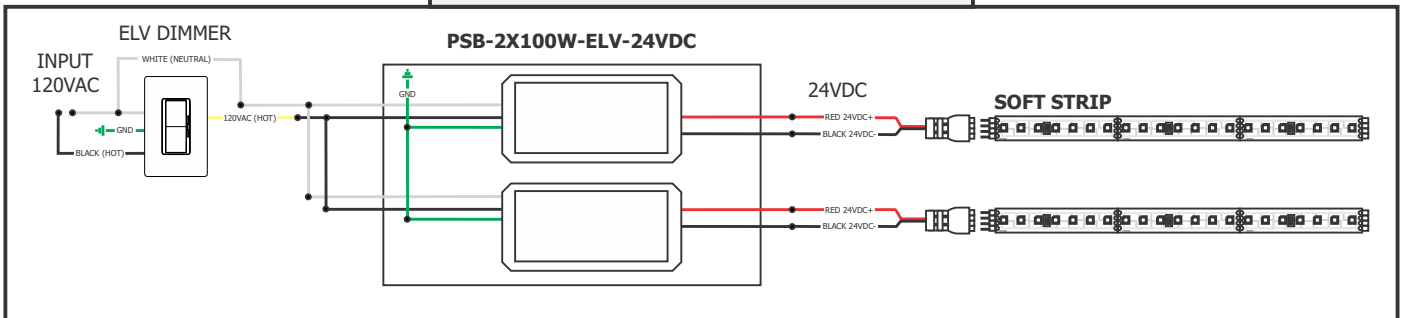 ELV DIMMER
INPUT
120VAC
WHITE (NEUTRAL)
GND
BLACK (HOT)
120VAC (HOT)
PSB-2X100W-ELV-24VDC
GND
24VDC
RED 24VDC+
BLACK 24VDC-
SOFT STRIP
RED 24VDC+
BLACK 24VDC-